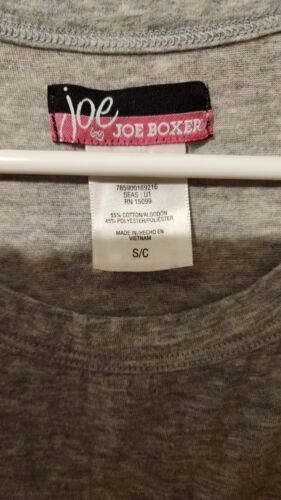 joe
by JOE BOXER
785900169216
SEAS : U1
RN 15099
55% COTTON/ALGODÓN
45% POLYESTER/POLIÉSTER
MADE IN/HECHO EN
VIETNAM
S/C